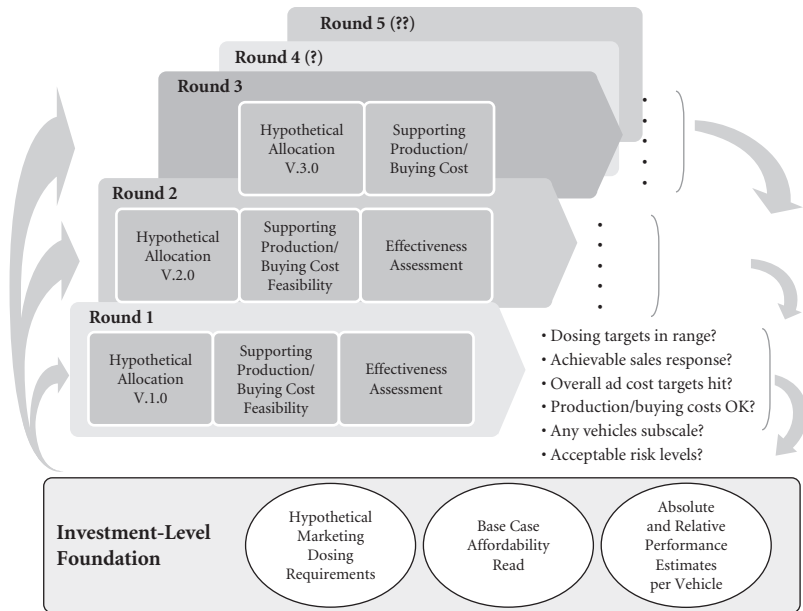 Round 5 (??)
Round 4 (?)
Round 3
Hypothetical
Allocation
V.3.0
Supporting
Production/
Buying Cost
Round 2
Hypothetical
Allocation
V.2.0
Supporting
Production/
Buying Cost
Feasibility
Effectiveness
Assessment
Round 1
Hypothetical
Allocation
V.1.0
Supporting
Production/
Buying Cost
Feasibility
Effectiveness
Assessment
• Dosing targets in range?
• Achievable sales response?
• Overall ad cost targets hit?
• Production/buying costs OK?
• Any vehicles subscale?
• Acceptable risk levels?
Investment-Level
Foundation
Hypothetical
Marketing
Dosing
Requirements
Base Case
Affordability
Read
Absolute
and Relative
Performance
Estimates
per Vehicle